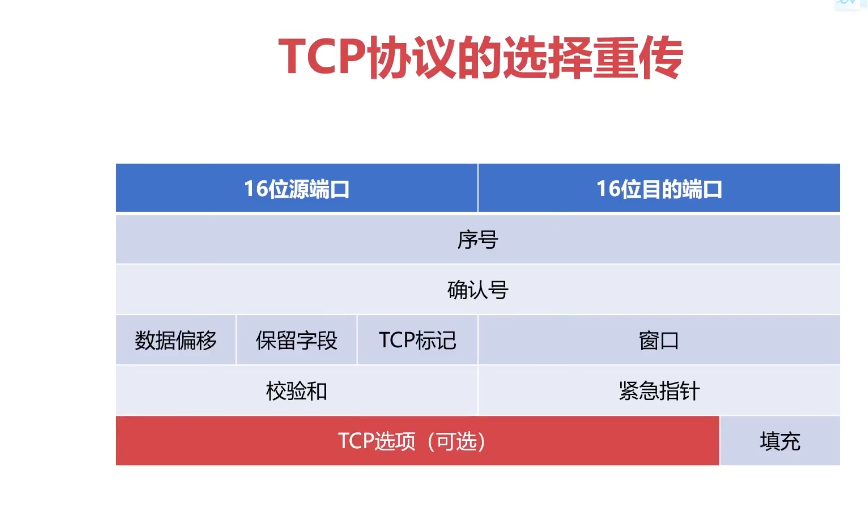 TCP协议的选择重传
16位源端口 16位目的端口
序号
确认号
数据偏移 保留字段 TCP标记 窗口
校验和 紧急指针
TCP选项（可选） 填充